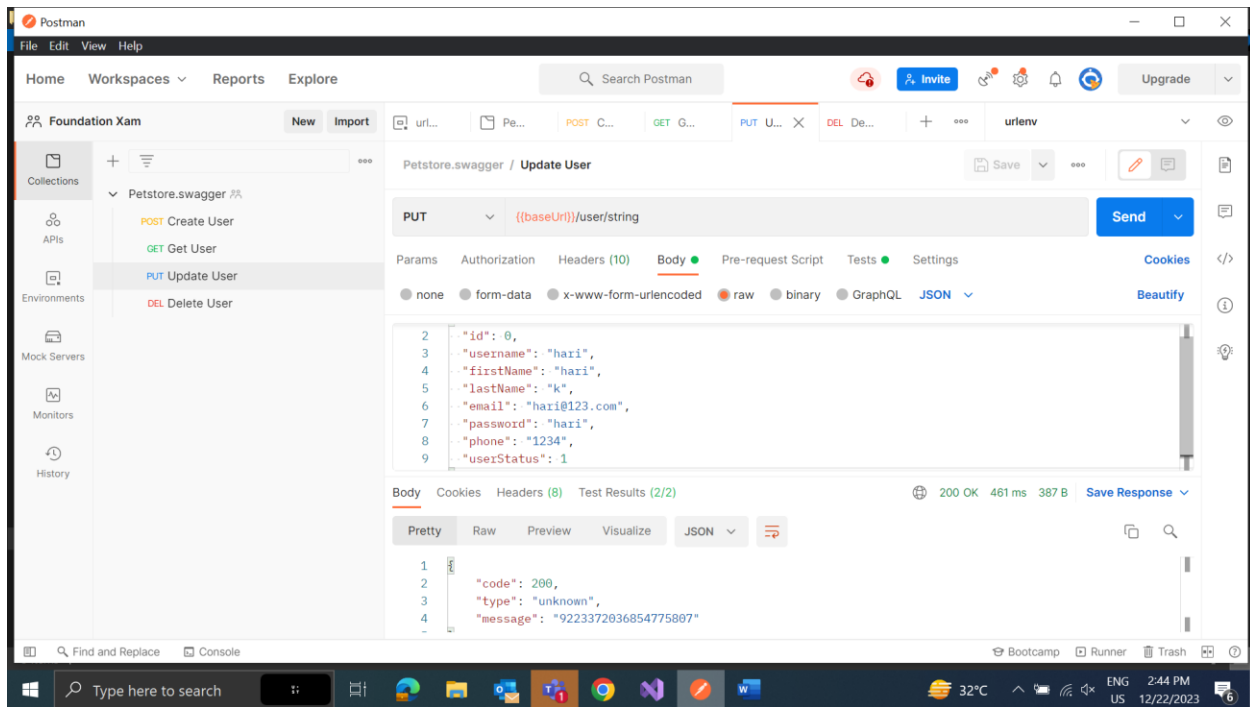 Postman
File Edit View Help
Home Workspaces Reports Explore Search Postman Invite Upgrade
Foundation Xam New Import url... Pe... POST C... GET G... PUT U... DEL De... urlenv
Collections
APIs
Environments
Mock Servers
Monitors
History
Petstore.swagger
POST Create User
GET Get User
PUT Update User
DEL Delete User
Petstore.swagger / Update User Save
PUT {{baseUrl}}/user/string Send
Params Authorization Headers (10) Body Pre-request Script Tests Settings Cookies
none form-data x-www-form-urlencoded raw binary GraphQL JSON Beautify
2 "id": 0,
3 "username": "hari",
4 "firstName": "hari",
5 "lastName": "k",
6 "email": "hari@123.com",
7 "password": "hari",
8 "phone": "1234",
9 "userStatus": 1
Body Cookies Headers (8) Test Results (2/2) 200 OK 461 ms 387 B Save Response
Pretty Raw Preview Visualize JSON
1 {
2 "code": 200,
3 "type": "unknown",
4 "message": "9223372036854775807"
Find and Replace Console Bootcamp Runner Trash
Type here to search 32°C ENG 2:44 PM
US 12/22/2023 6